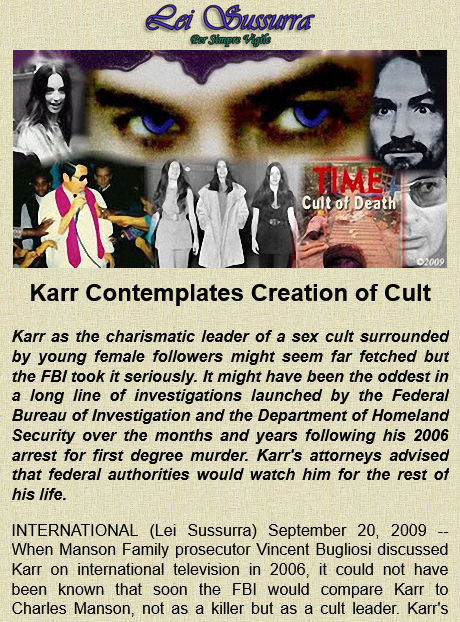 Lei Sussurra
Per Siempre Vigile
TIME
Cult of Death
©2009
Karr Contemplates Creation of Cult
Karr as the charismatic leader of a sex cult surrounded
by young female followers might seem far fetched but
the FBI took it seriously. It might have been the oddest in
a long line of investigations launched by the Federal
Bureau of Investigation and the Department of Homeland
Security over the months and years following his 2006
arrest for first degree murder. Karr's attorneys advised
that federal authorities would watch him for the rest of
his life.
INTERNATIONAL (Lei Sussurra) September 20, 2009 --
When Manson Family prosecutor Vincent Bugliosi discussed
Karr on international television in 2006, it could not have
been known that soon the FBI would compare Karr to
Charles Manson, not as a killer but as a cult leader. Karr's